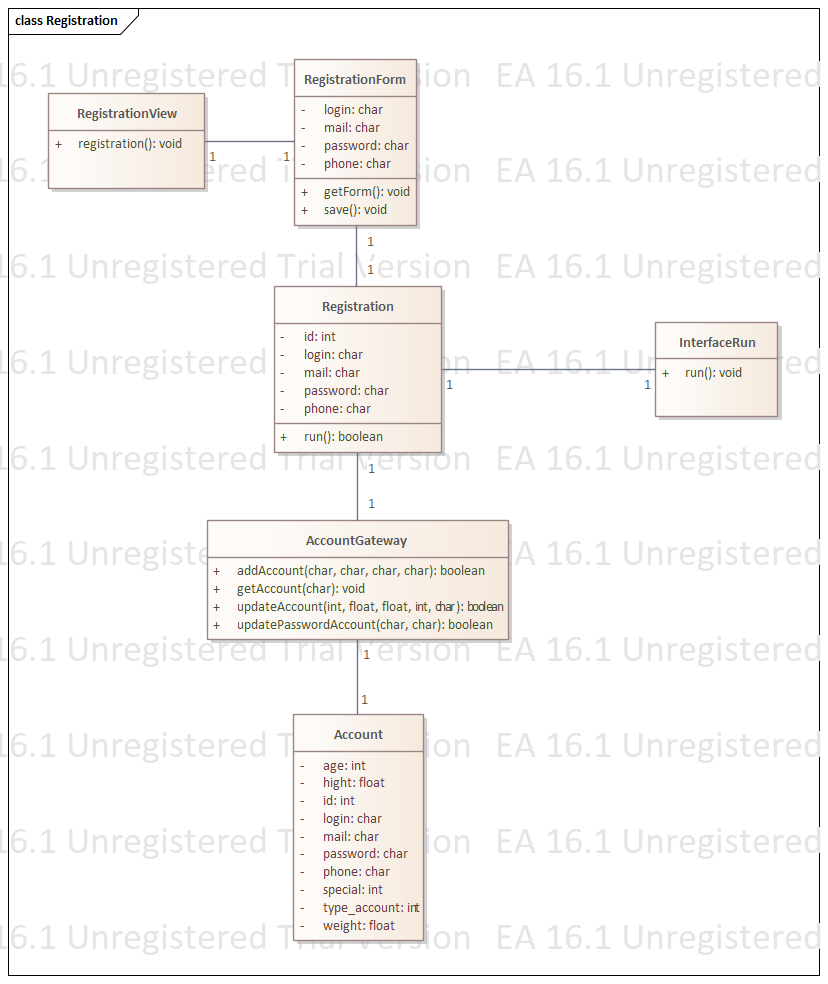 class Registration
EA 16.1 Unregistered Trial Version
RegistrationForm
- login: char
- mail: char
- password: char
- phone: char
+ getForm(): void
+ save(): void
RegistrationView
+ registration(): void
1
1
1
1
Registration
- id: int
- login: char
- mail: char
- password: char
- phone: char
+ run(): boolean
InterfaceRun
+ run(): void
1
1
1
1
AccountGateway
+ addAccount(char, char, char, char): boolean
+ getAccount(char): void
+ updateAccount(int, float, float, int, char): boolean
+ updatePasswordAccount(char, char): boolean
1
1
Account
- age: int
- hight: float
- id: int
- login: char
- mail: char
- password: char
- phone: char
- special: int
- type_account: int
- weight: float